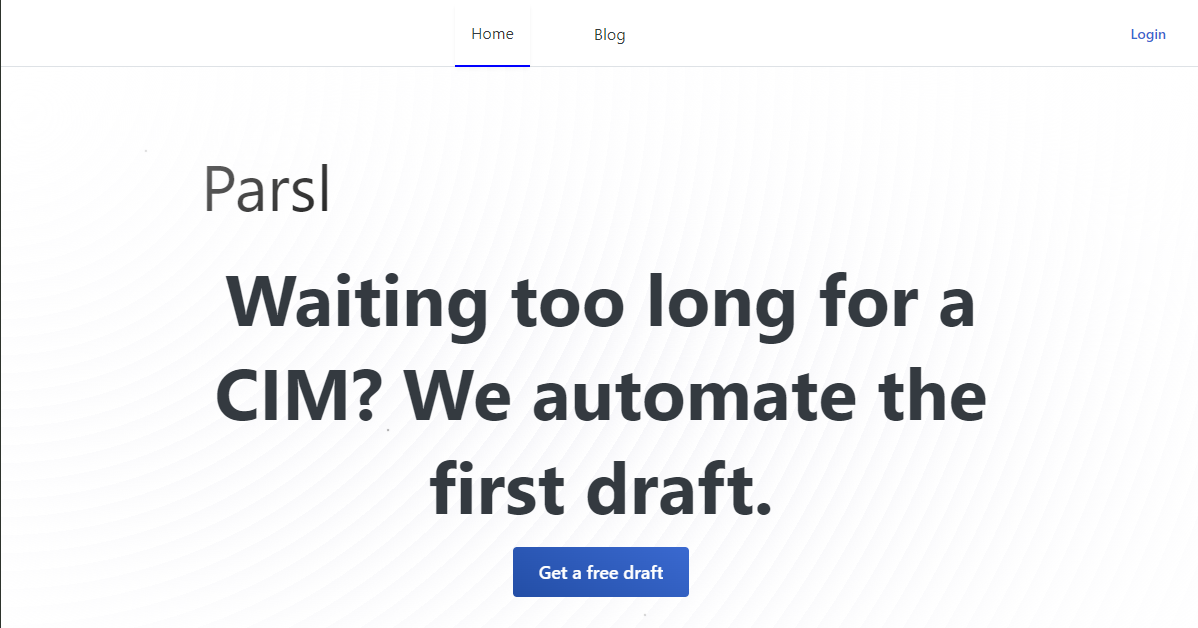 Home Blog Login
Parsl
Waiting too long for a
CIM? We automate the
first draft.
Get a free draft